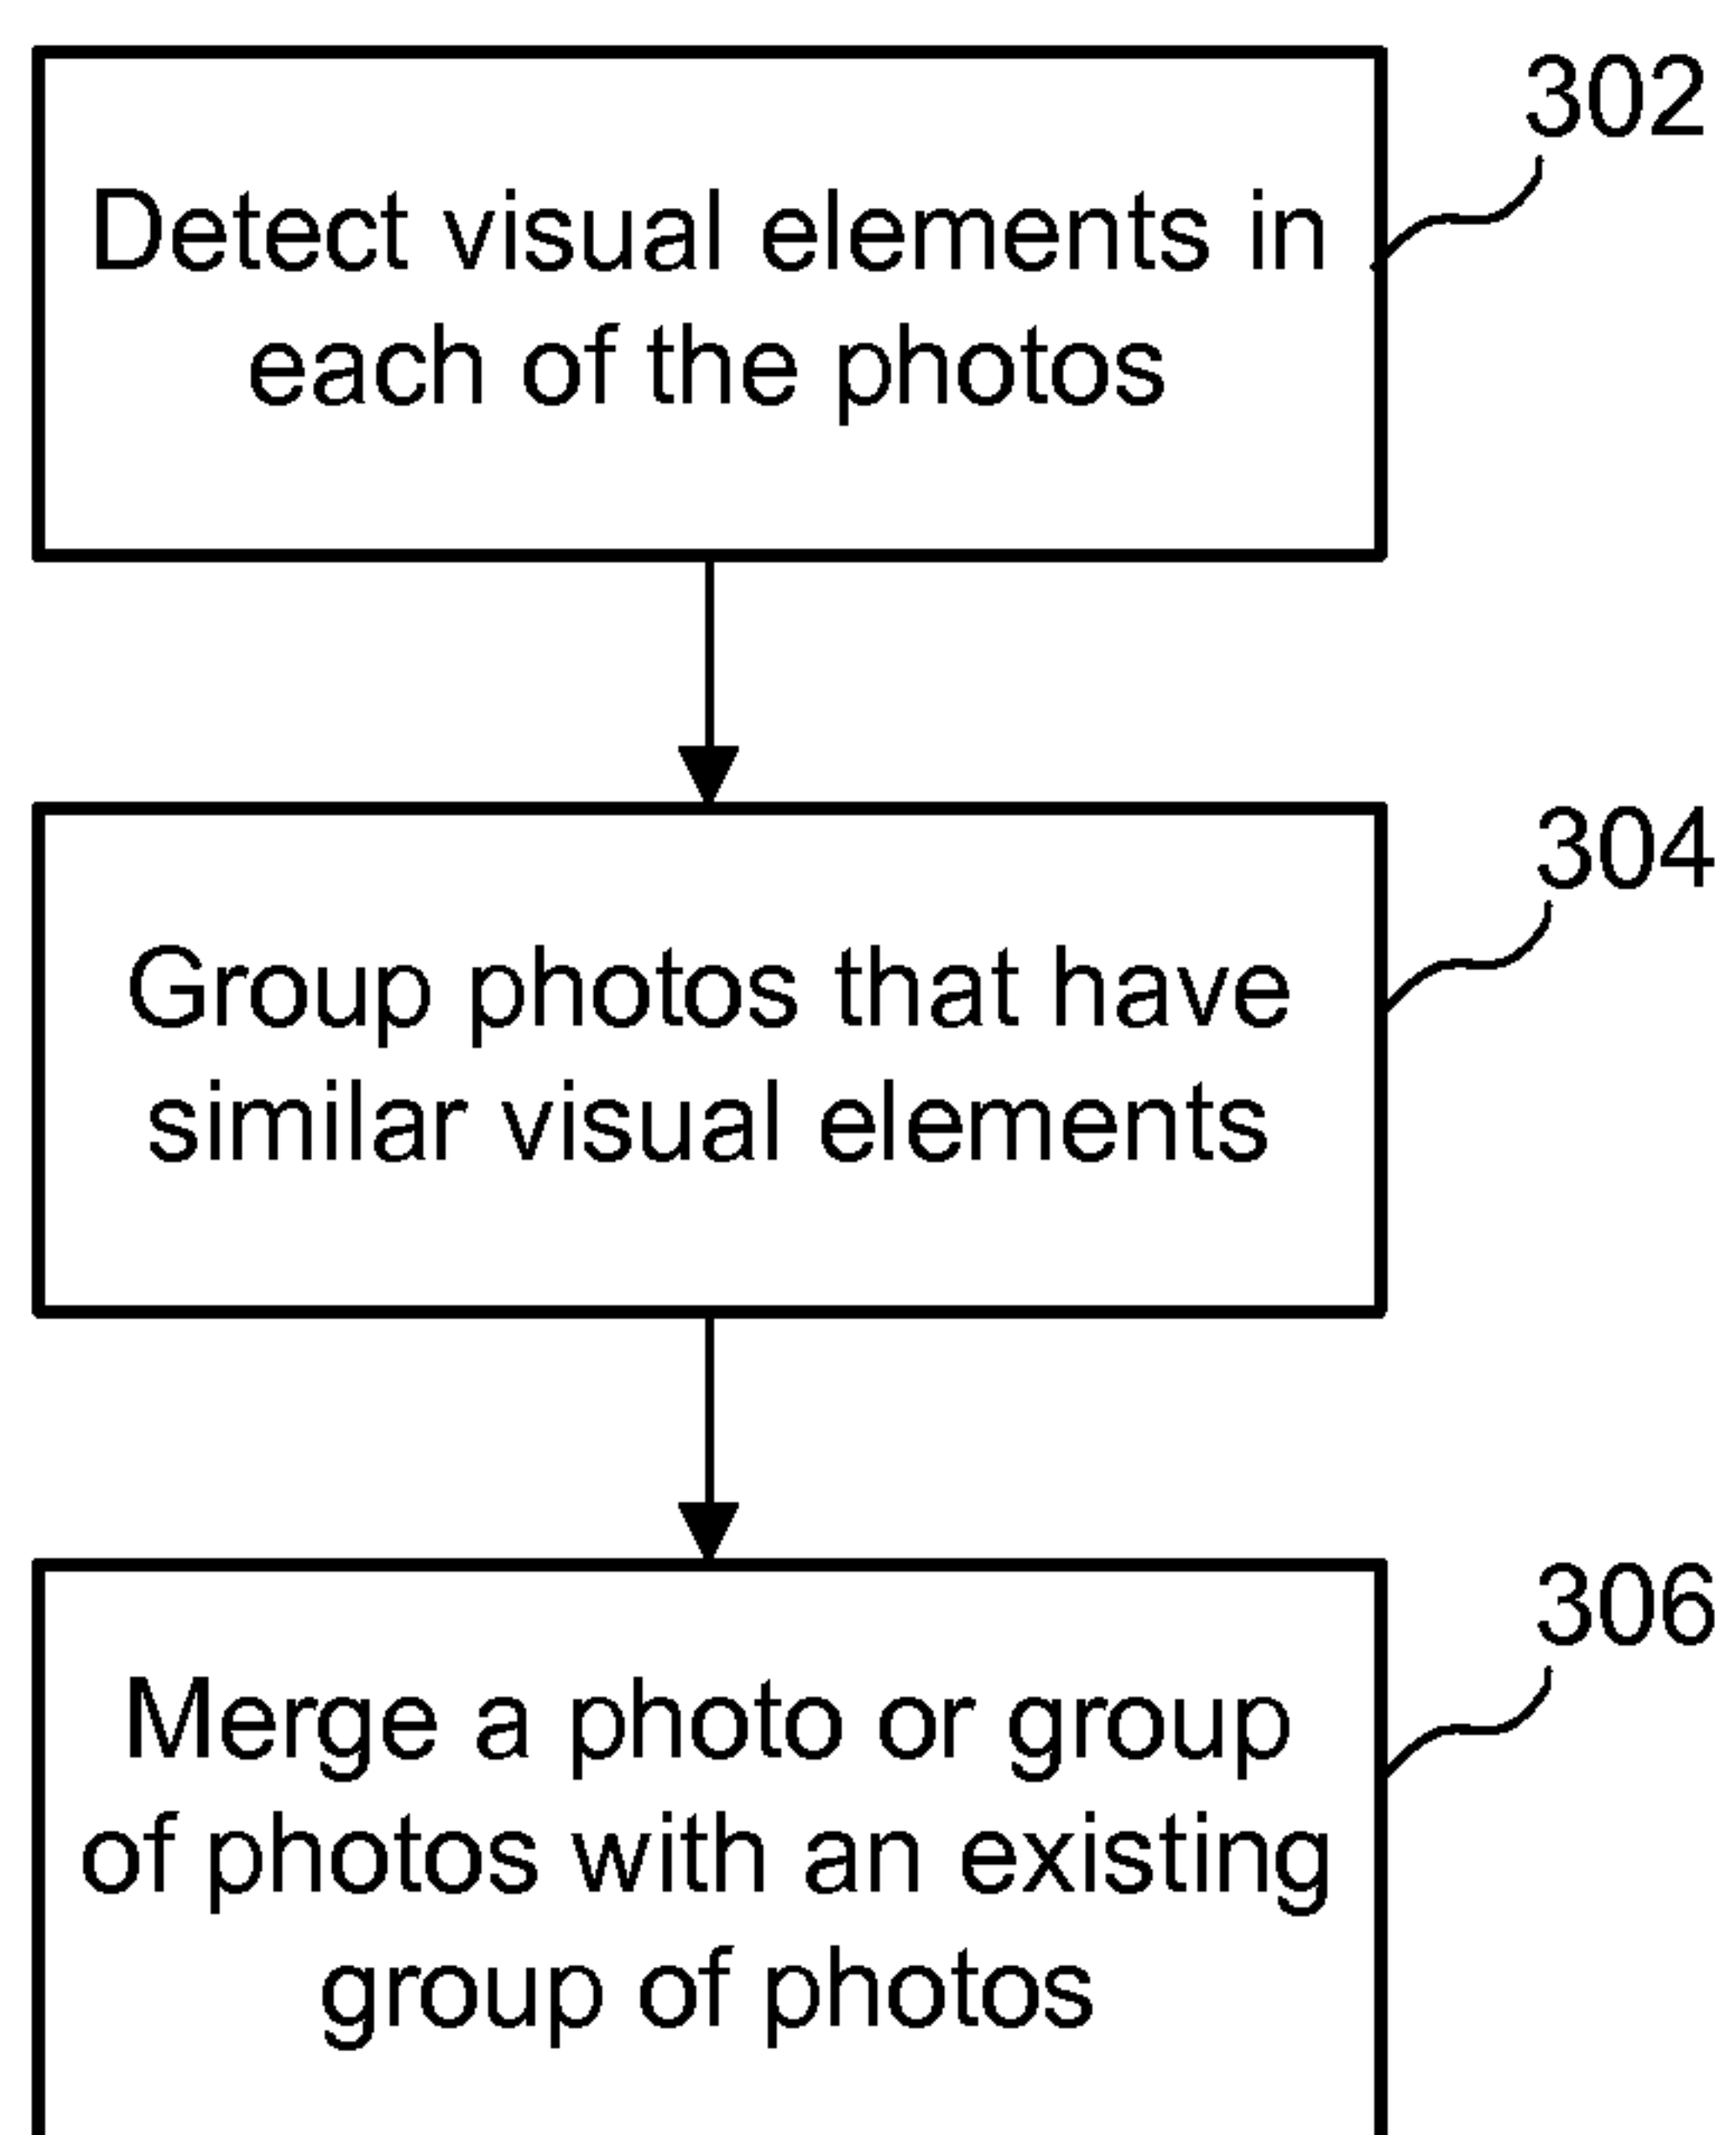 302
Detect visual elements in
each of the photos
304
Group photos that have
similar visual elements
306
Merge a photo or group
of photos with an existing
group of photos